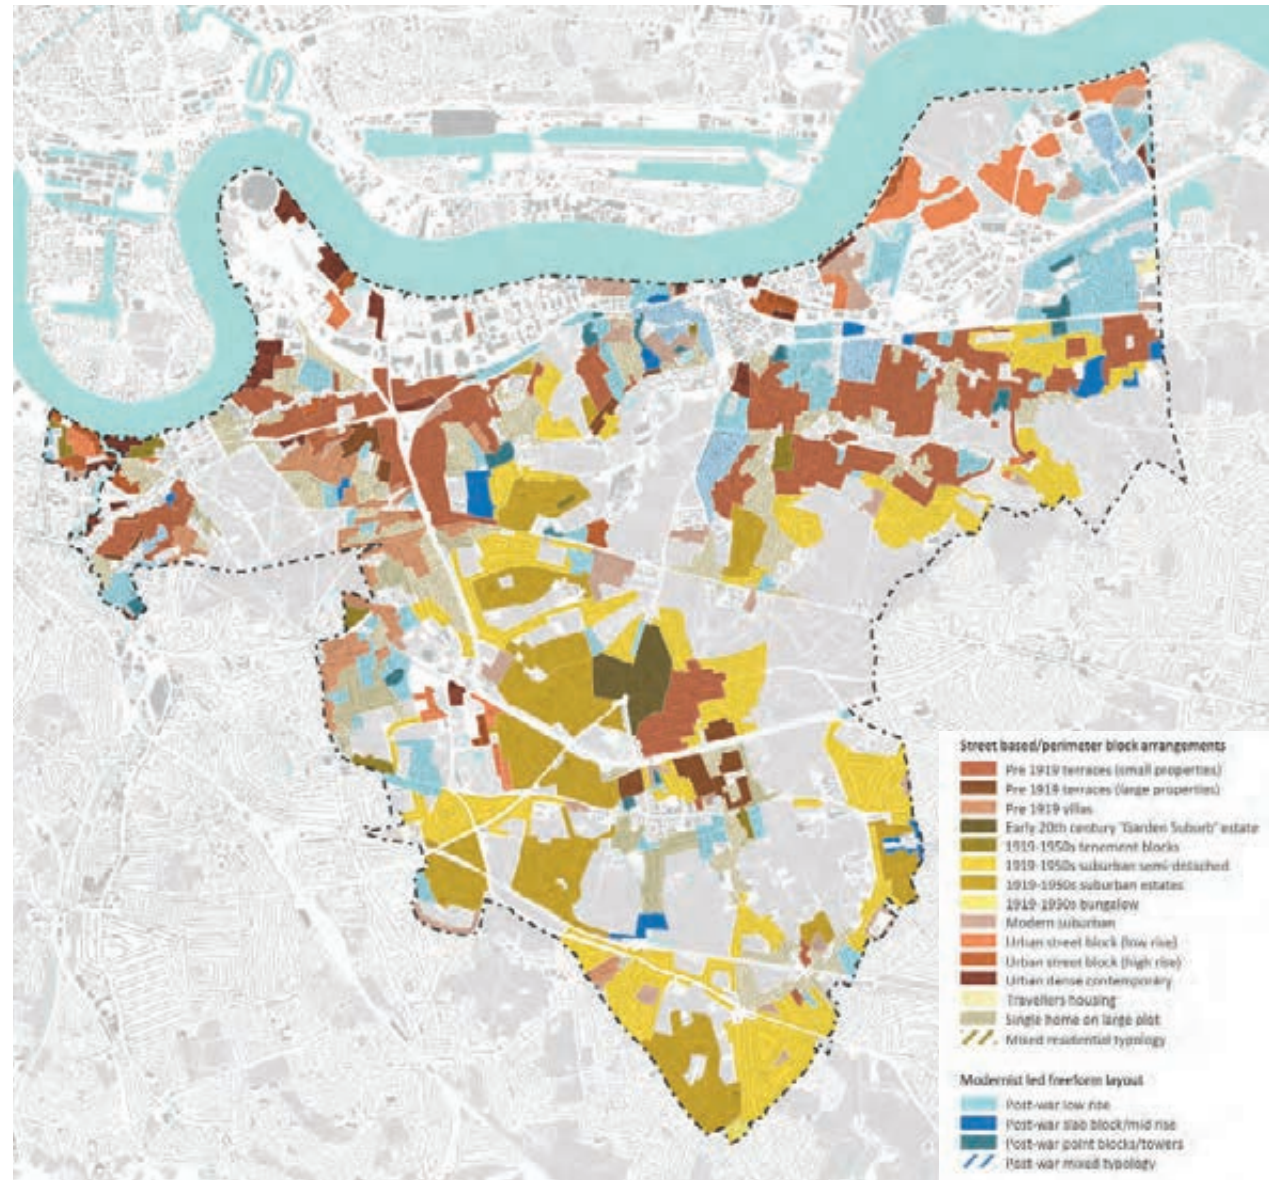 Street based/perimeter block arrangements
Pre 1919 terraces (small properties)
Pre 1919 terraces (large properties)
Pre 1919 villas
Early 20th century 'Garden Suburb' estate
1919-1950s tenement blocks
1919-1950s suburban semi-detached
1919-1950s suburban estates
1919-1930s bungalow
Modern suburban
Urban street block (low rise)
Urban street block (high rise)
Urban dense contemporary
Travellers housing
Single home on large plot
Mixed residential typology
Modernist led freeform layout
Post-war low rise
Post-war slab block/mid rise
Post-war point blocks/towers
Post-war mixed typology